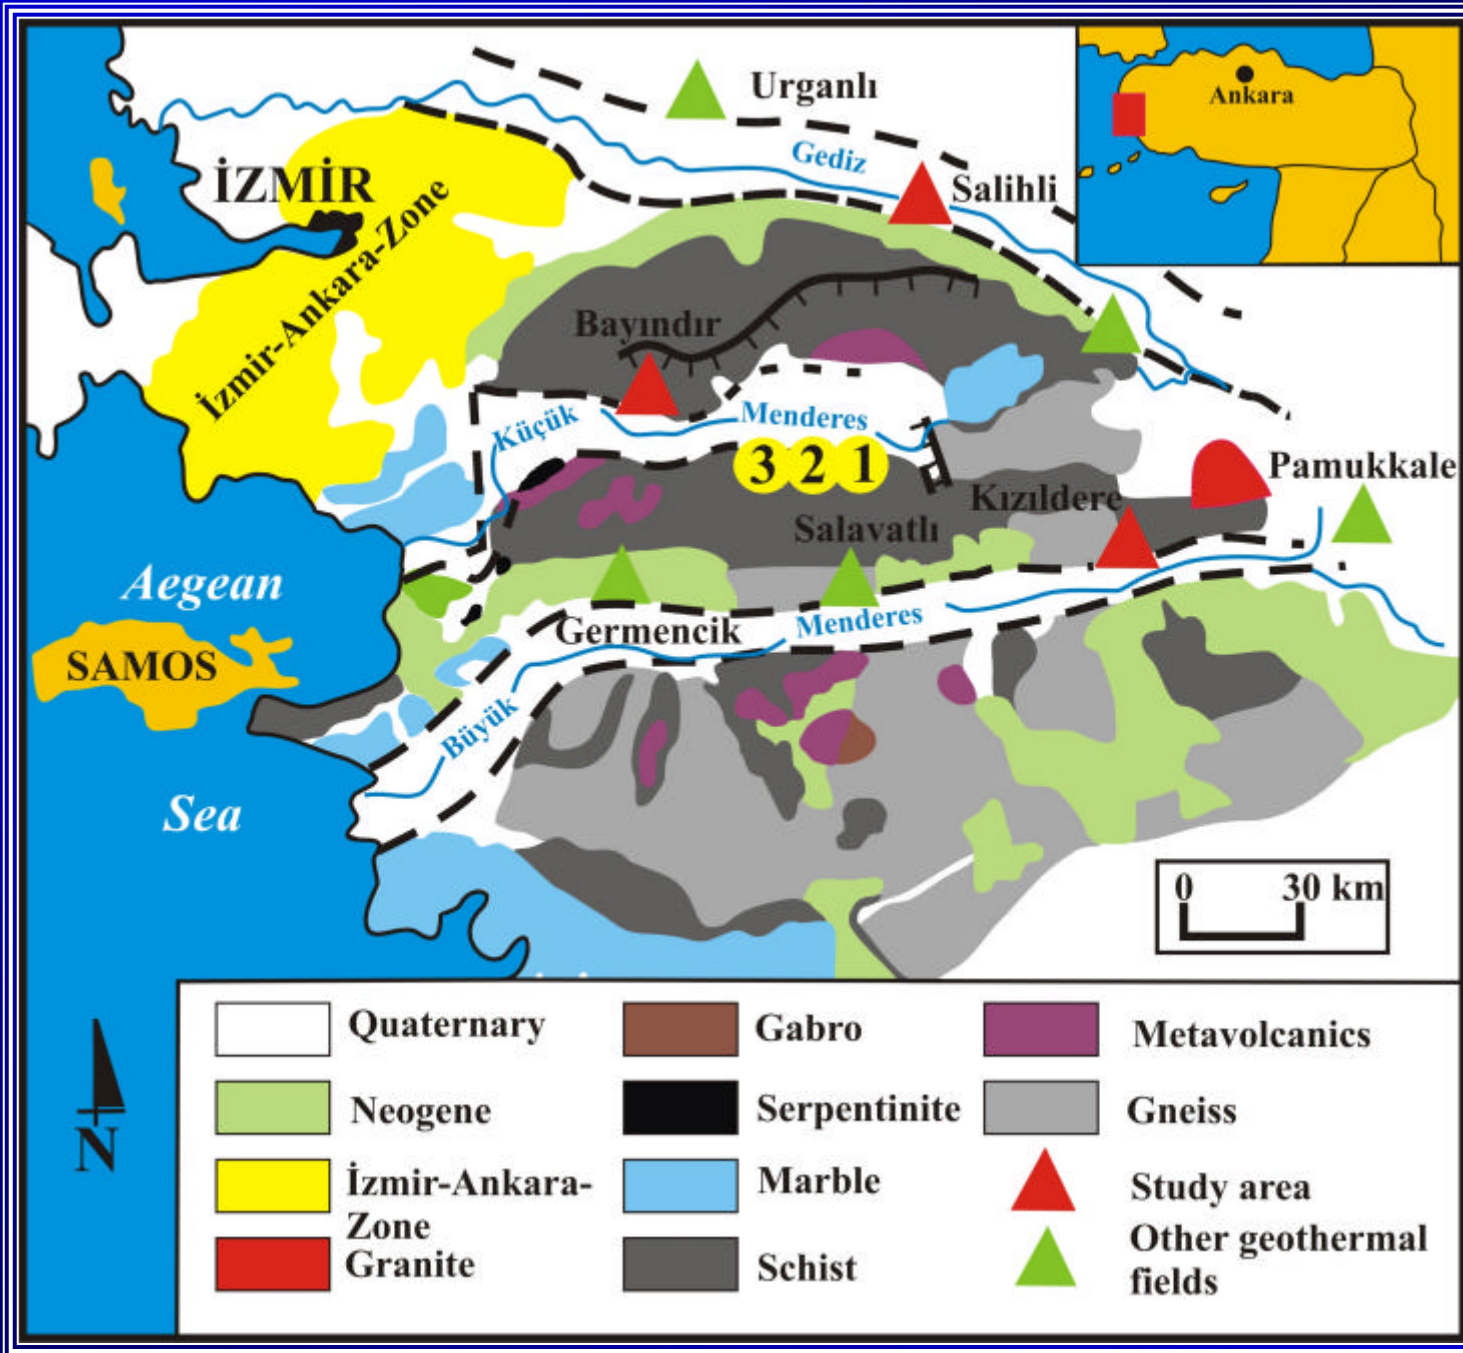 Urganlı
Ankara
Gediz
İZMİR
Salihli
İzmir-Ankara-Zone
Bayındır
Küçük
Menderes
3 2 1
Pamukkale
Kızıldere
Salavatlı
Aegean
Germencik
Menderes
SAMOS
Büyük
Sea
0 30 km
N
Quaternary
Neogene
İzmir-Ankara-
Zone
Granite
Gabro
Serpentinite
Marble
Schist
Metavolcanics
Gneiss
Study area
Other geothermal
fields